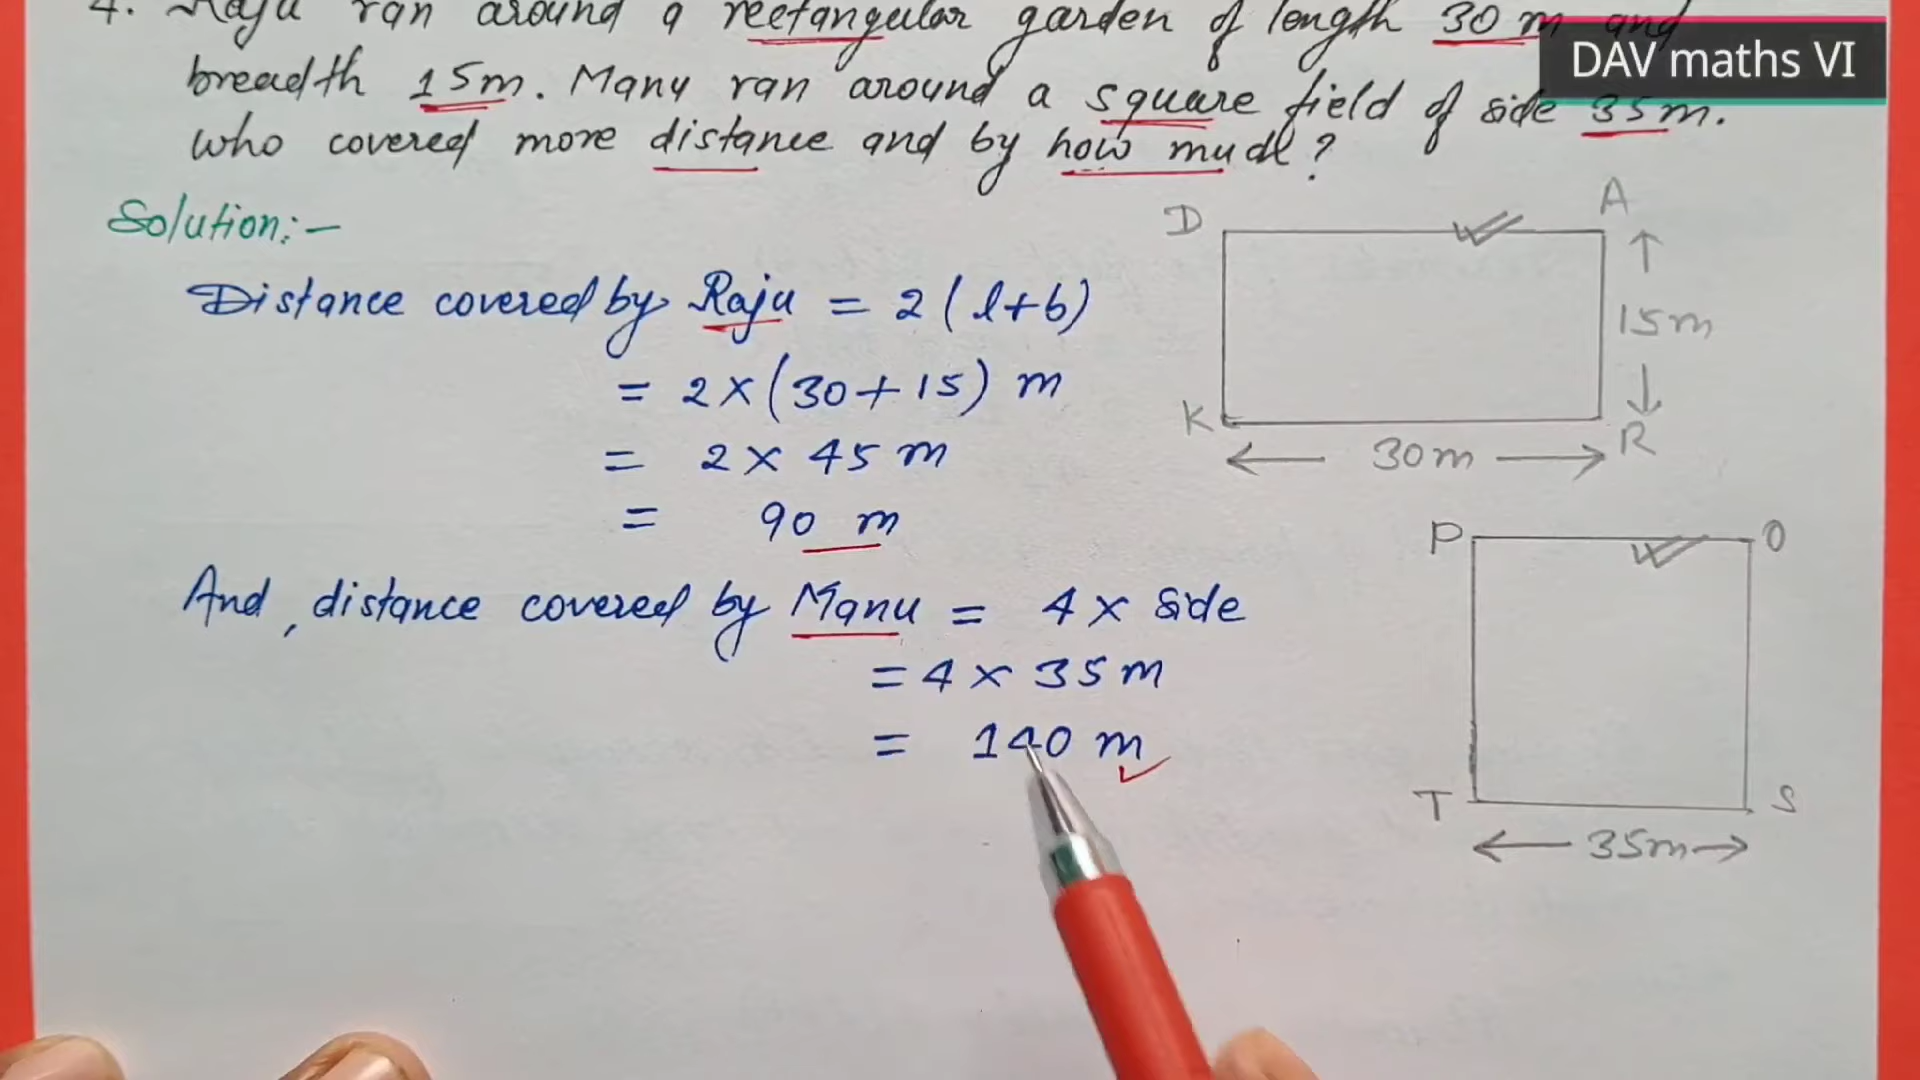 4. Raju ran around a rectangular garden of length 30 m and
DAV maths VI
breadth 15m. Manu ran around a square field of side 35m.
who covered more distance and by how much?
Solution:-
D A
Distance covered by Raju = 2(l+b)
15m
= 2×(30+15) m
K R
= 2× 45 m
30m
= 90 m
P O
And, distance covered by Manu = 4× side
= 4× 35m
= 140 m
T S
35m